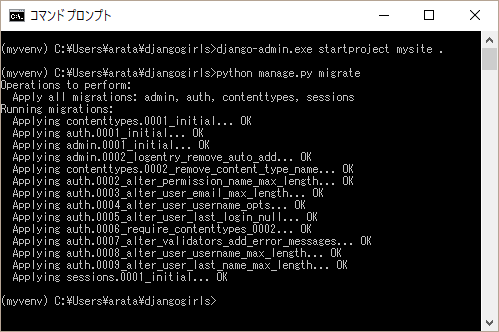 コマンドプロンプト
(myvenv) C:¥Users¥arata¥djangogirls>django-admin.exe startproject mysite .
(myvenv) C:¥Users¥arata¥djangogirls>python manage.py migrate
Operations to perform:
Apply all migrations: admin, auth, contenttypes, sessions
Running migrations:
Applying contenttypes.0001_initial... OK
Applying auth.0001_initial... OK
Applying admin.0001_initial... OK
Applying admin.0002_logentry_remove_auto_add... OK
Applying contenttypes.0002_remove_content_type_name... OK
Applying auth.0002_alter_permission_name_max_length... OK
Applying auth.0003_alter_user_email_max_length... OK
Applying auth.0004_alter_user_username_opts... OK
Applying auth.0005_alter_user_last_login_null... OK
Applying auth.0006_require_contenttypes_0002... OK
Applying auth.0007_alter_validators_add_error_messages... OK
Applying auth.0008_alter_user_username_max_length... OK
Applying auth.0009_alter_user_last_name_max_length... OK
Applying sessions.0001_initial... OK
(myvenv) C:¥Users¥arata¥djangogirls>